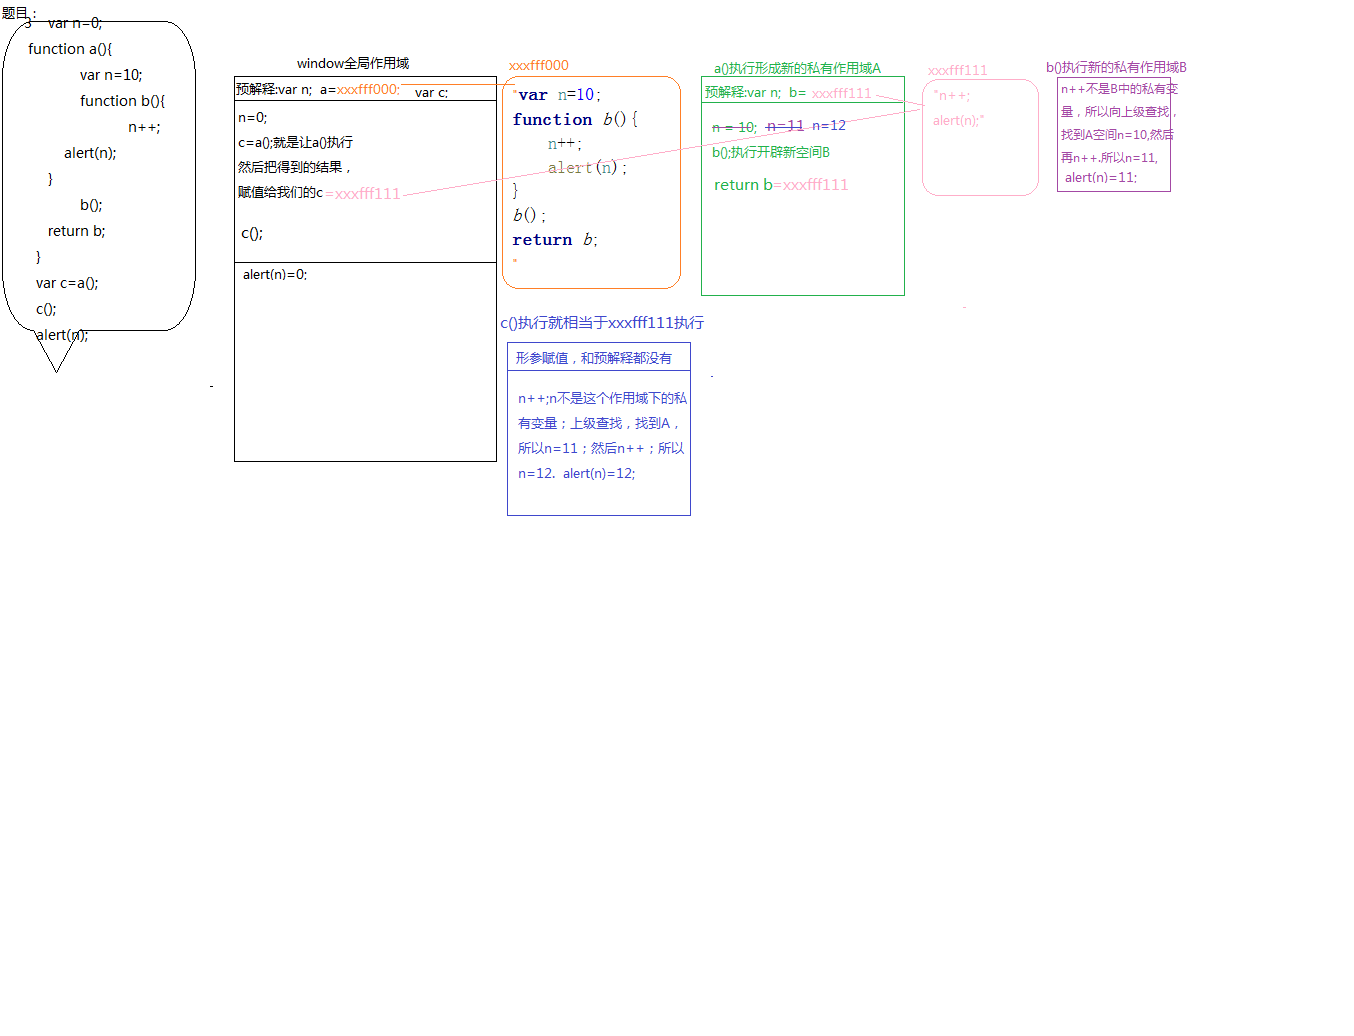 题目：
3 var n=0;
function a(){
var n=10;
function b(){
n++;
alert(n);
}
b();
return b;
}
var c=a();
c();
alert(n);
window全局作用域
预解释:var n; a=xxxfff000; var c;
n=0;
c=a();就是让a()执行
然后把得到的结果，
赋值给我们的c=xxxfff111
c();
alert(n)=0;
xxxfff000
"var n=10;
function b(){
n++;
alert(n);
}
b();
return b;
"
a()执行形成新的私有作用域A
预解释:var n; b= xxxfff111
n = 10; n=11 n=12
b();执行开辟新空间B
return b=xxxfff111
xxxfff111
"n++;
alert(n);"
b()执行新的私有作用域B
n++不是B中的私有变
量，所以向上级查找，
找到A空间n=10,然后
再n++.所以n=11,
alert(n)=11;
c()执行就相当于xxxfff111执行
形参赋值，和预解释都没有
n++;n不是这个作用域下的私
有变量；上级查找，找到A，
所以n=11；然后n++；所以
n=12. alert(n)=12;